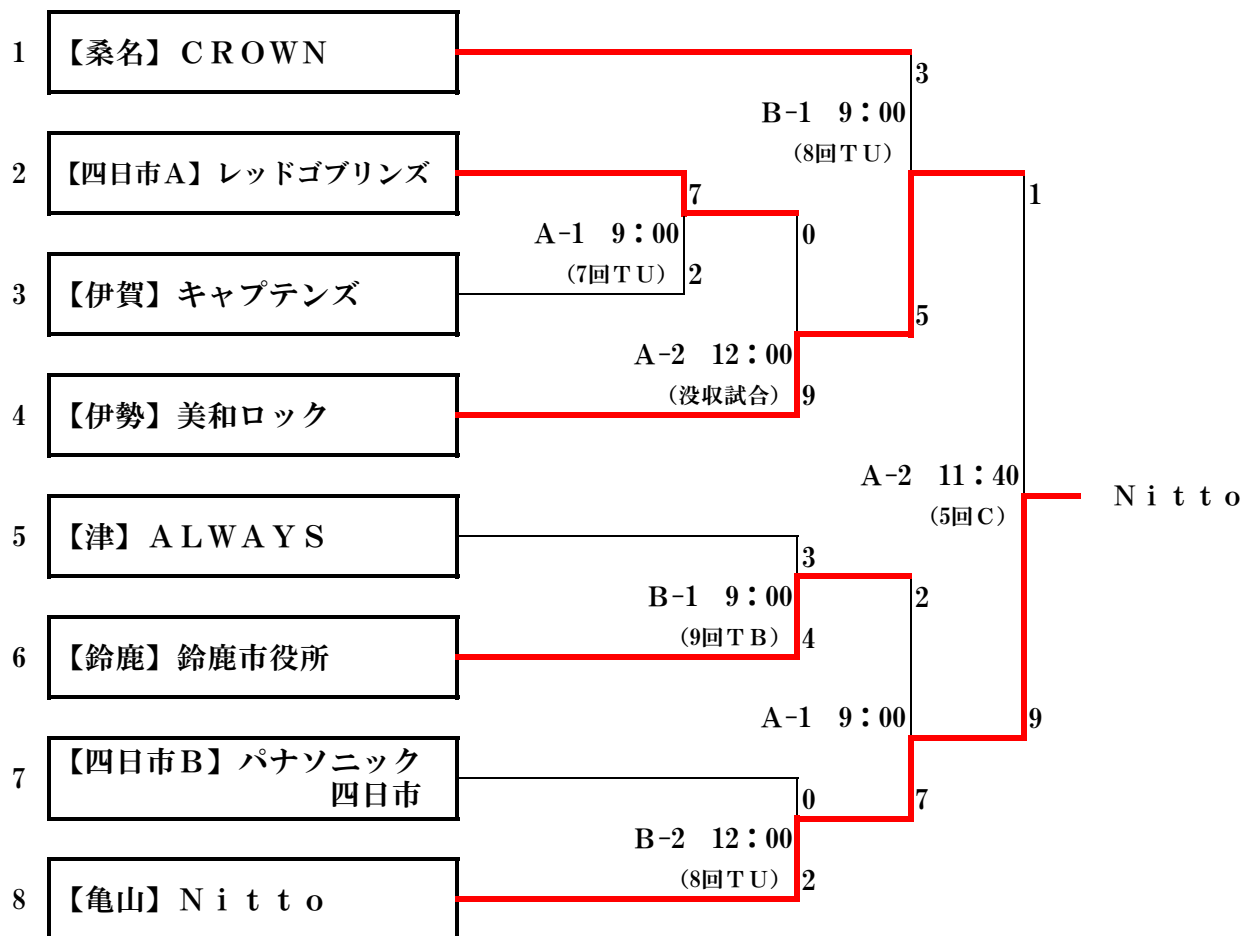 1 【桑名】ＣＲＯＷＮ
3
B-1 9：00
（8回ＴＵ）
2 【四日市Ａ】レッドゴブリンズ
7
1
A-1 9：00
0
（7回ＴＵ）
2
3 【伊賀】キャプテンズ
5
A-2 12：00
（没収試合）
9
4 【伊勢】美和ロック
A-2 11：40
（5回Ｃ）
Ｎｉｔｔｏ
5 【津】ＡＬＷＡＹＳ
3
B-1 9：00
2
（9回ＴＢ）
4
6 【鈴鹿】鈴鹿市役所
A-1 9：00
9
7 【四日市Ｂ】パナソニック
四日市
0
7
B-2 12：00
（8回ＴＵ）
2
8 【亀山】Ｎｉｔｔｏ